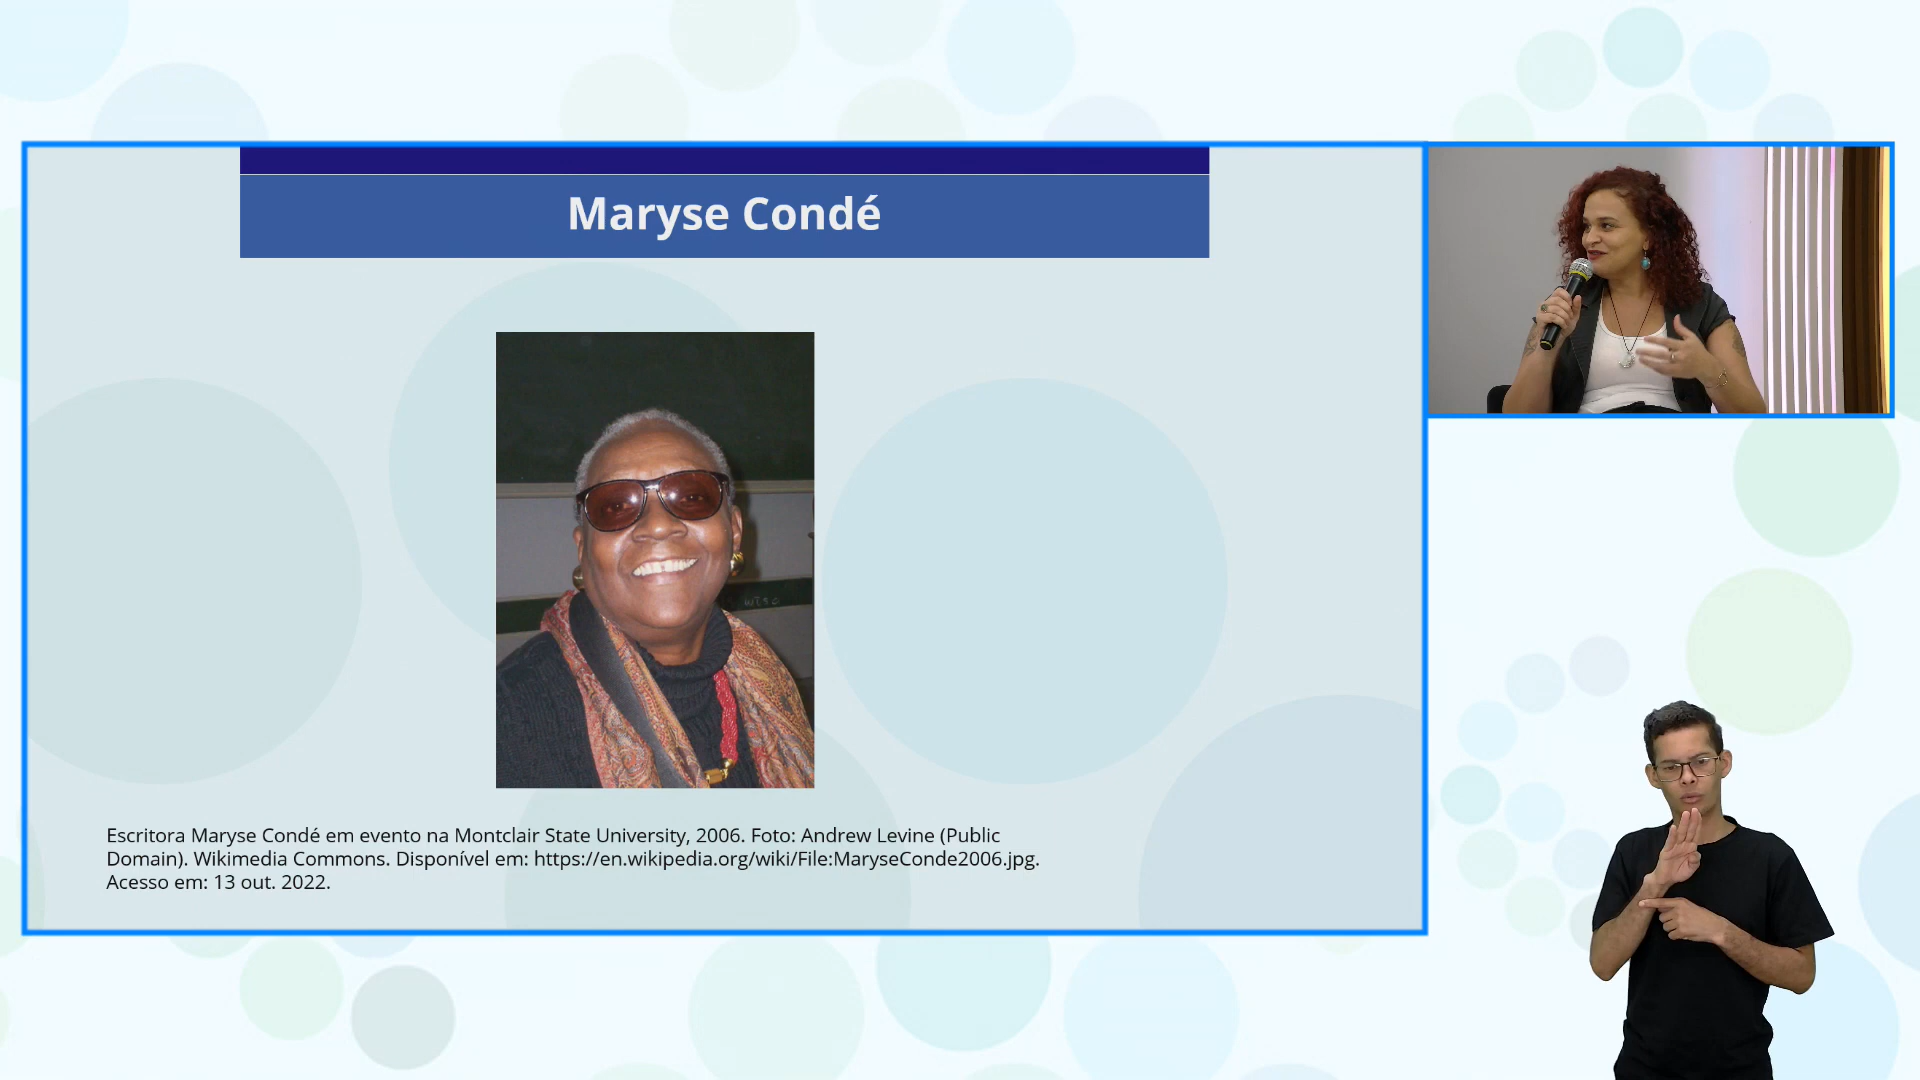 Maryse Condé
Escritora Maryse Condé em evento na Montclair State University, 2006. Foto: Andrew Levine (Public
Domain). Wikimedia Commons. Disponível em: https://en.wikipedia.org/wiki/File:MaryseConde2006.jpg.
Acesso em: 13 out. 2022.